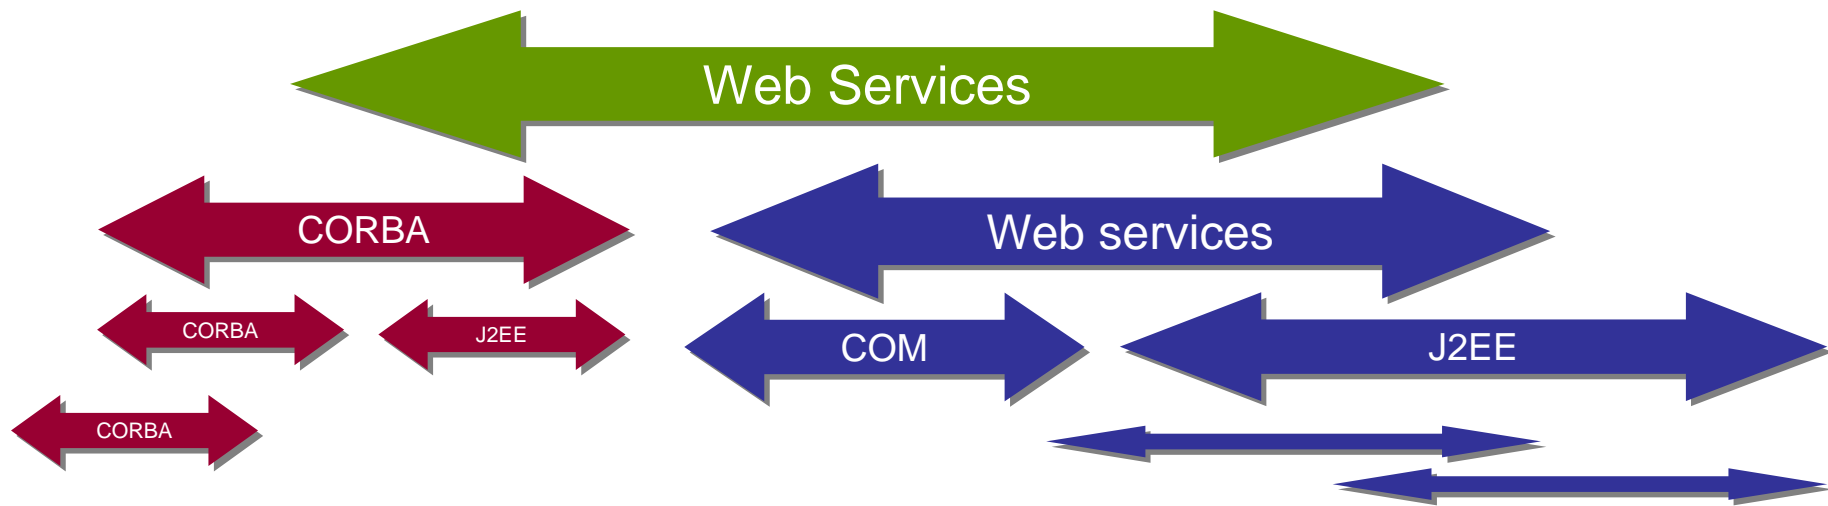 Web Services
CORBA
Web services
CORBA
J2EE
COM
J2EE
CORBA